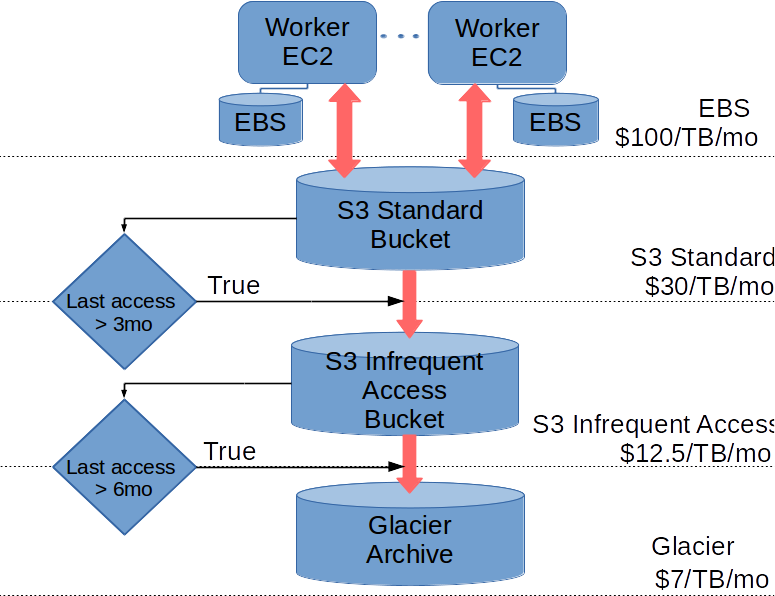 Worker
EC2
Worker
EC2
EBS
EBS
EBS
$100/TB/mo
S3 Standard
Bucket
S3 Standard
$30/TB/mo
Last access
> 3mo
True
S3 Infrequent
Access
Bucket
S3 Infrequent Access
$12.5/TB/mo
Last access
> 6mo
True
Glacier
Archive
Glacier
$7/TB/mo